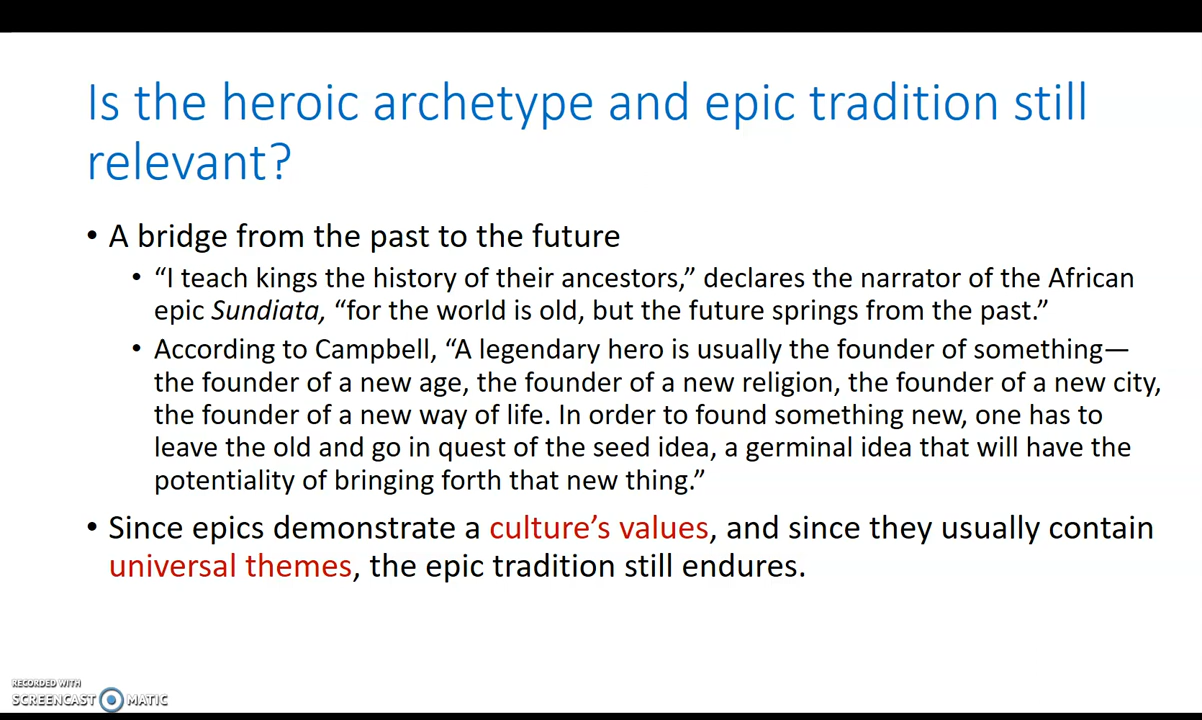 Is the heroic archetype and epic tradition still
relevant?
• A bridge from the past to the future
• “I teach kings the history of their ancestors,” declares the narrator of the African
epic Sundiata, “for the world is old, but the future springs from the past.”
• According to Campbell, “A legendary hero is usually the founder of something—
the founder of a new age, the founder of a new religion, the founder of a new city,
the founder of a new way of life. In order to found something new, one has to
leave the old and go in quest of the seed idea, a germinal idea that will have the
potentiality of bringing forth that new thing.”
• Since epics demonstrate a culture’s values, and since they usually contain
universal themes, the epic tradition still endures.
RECORDED WITH
SCREENCAST MATIC